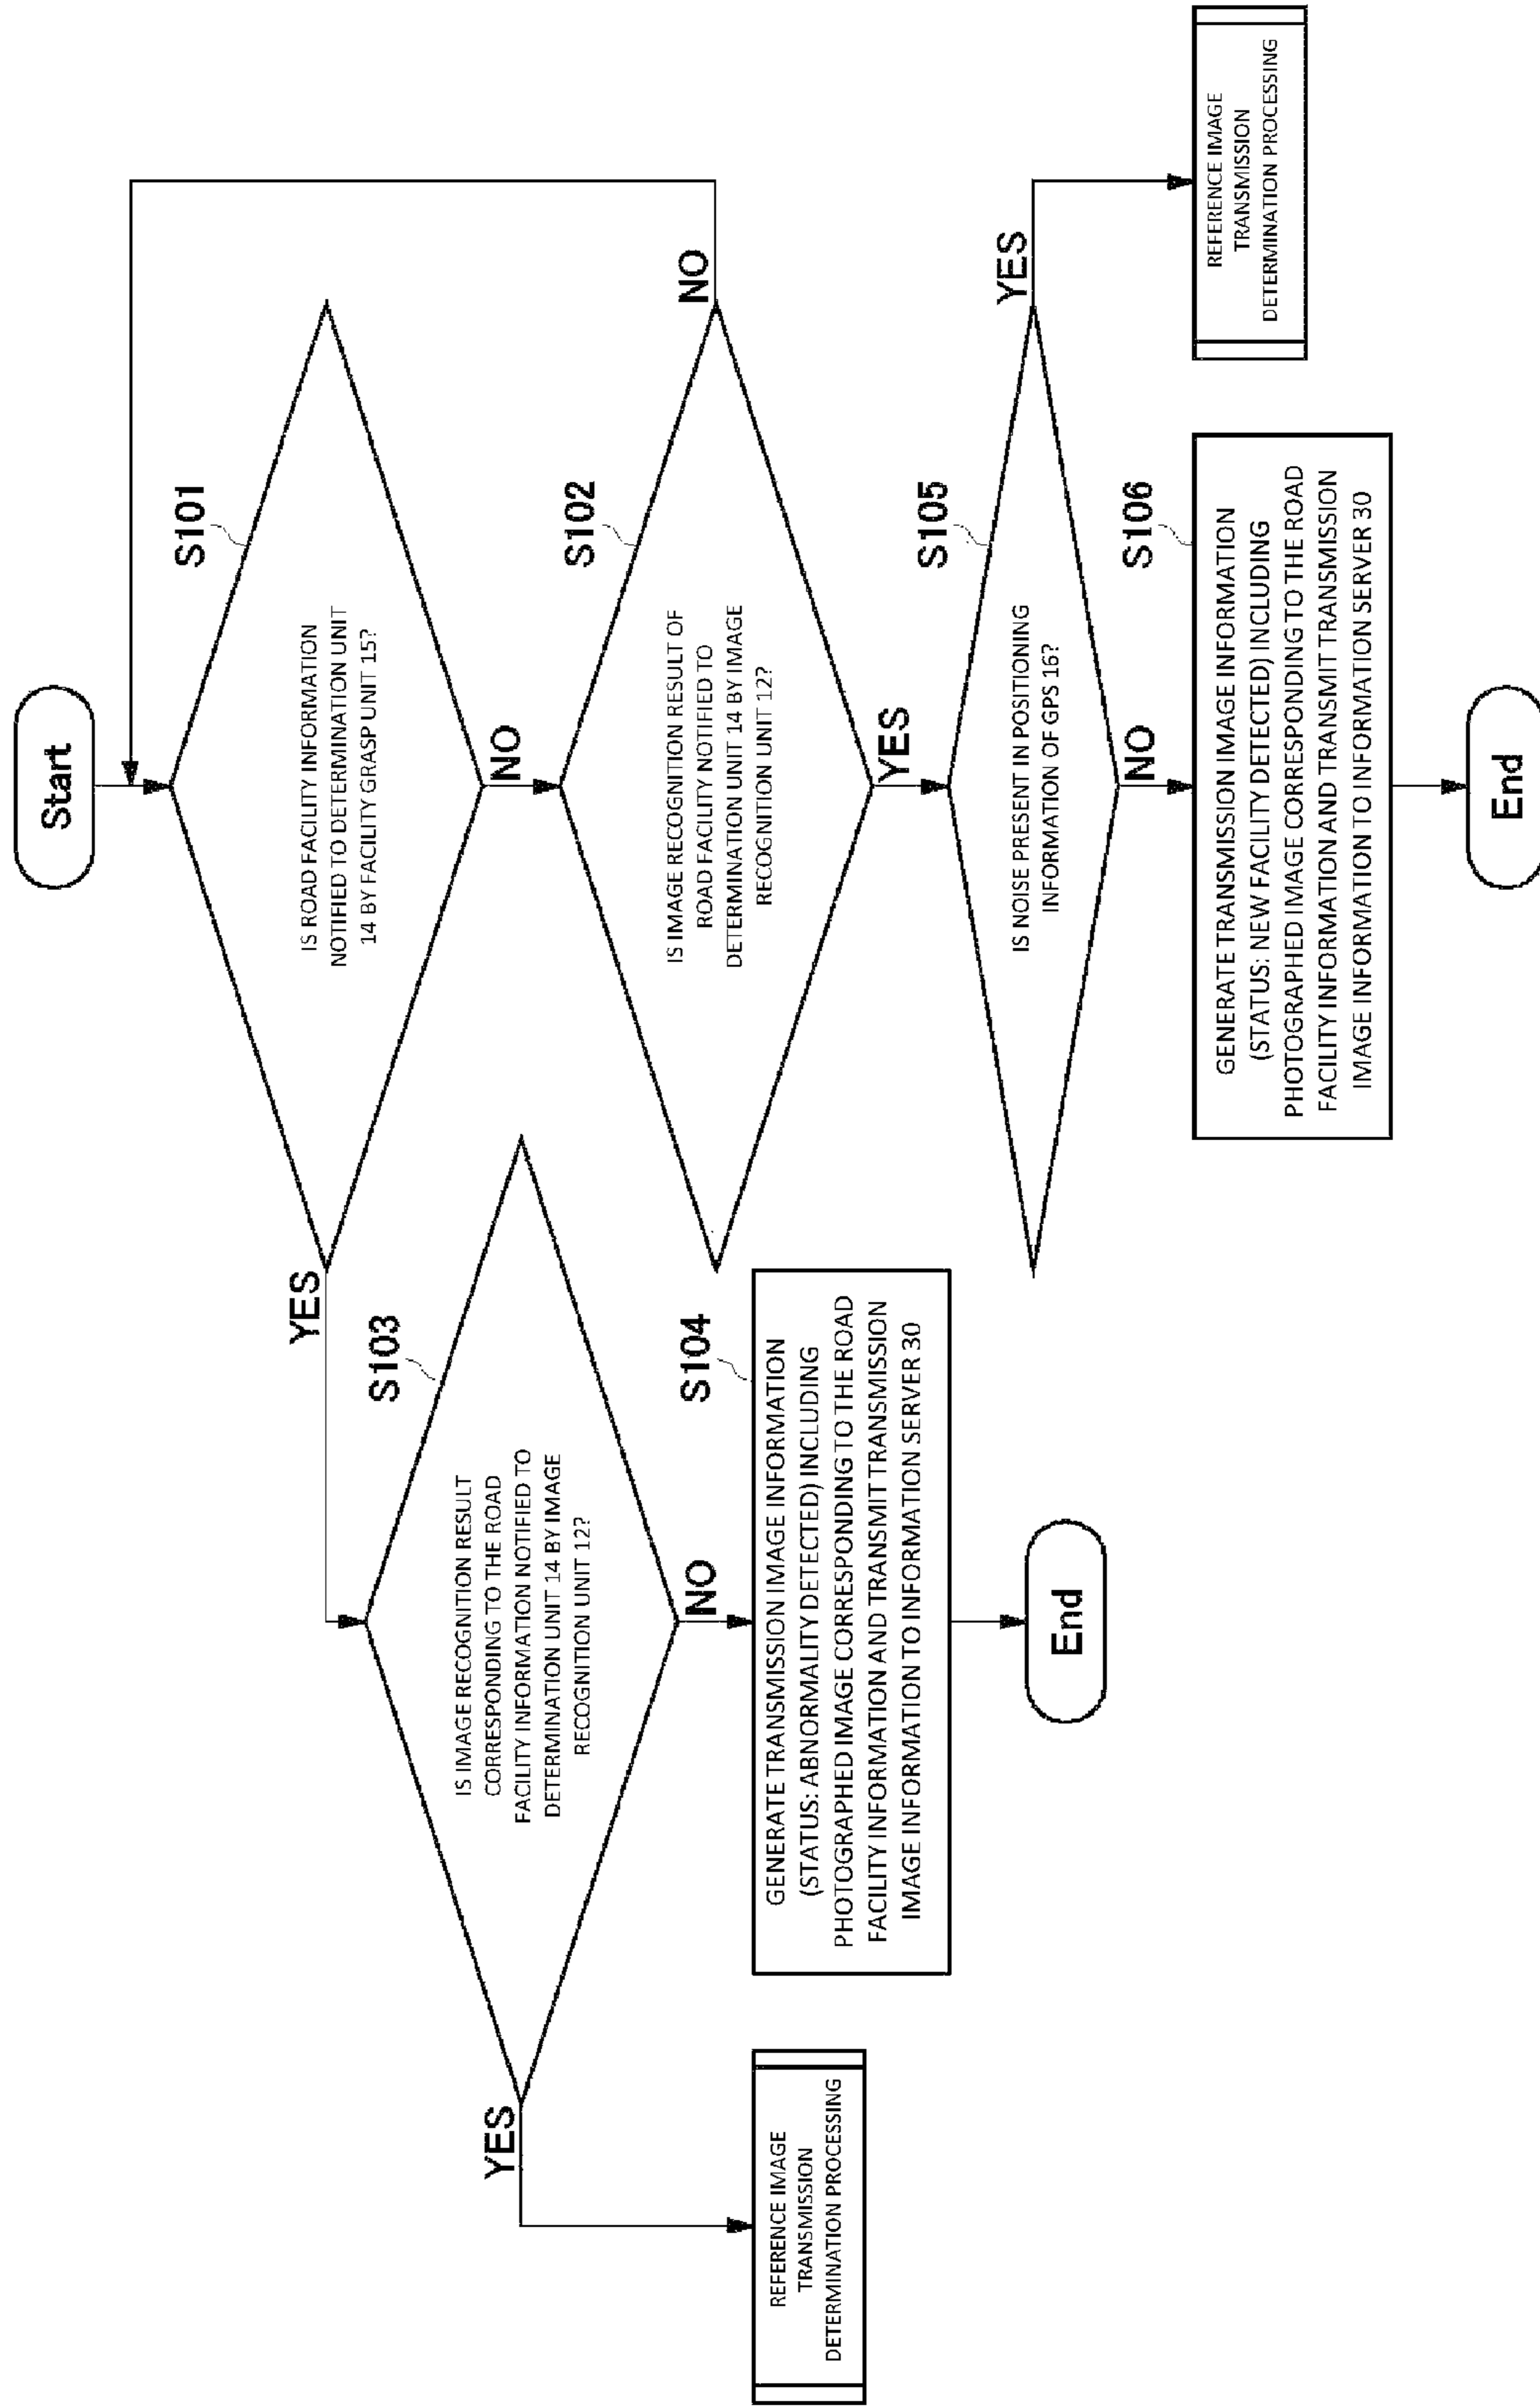 Start
S101
IS ROAD FACILITY INFORMATION
NOTIFIED TO DETERMINATION UNIT
14 BY FACILITY GRASP UNIT 15?
YES
NO
S103
IS IMAGE RECOGNITION RESULT
CORRESPONDING TO THE ROAD
FACILITY INFORMATION NOTIFIED TO
DETERMINATION UNIT 14 BY IMAGE
RECOGNITION UNIT 12?
YES
NO
S102
IS IMAGE RECOGNITION RESULT OF
ROAD FACILITY NOTIFIED TO
DETERMINATION UNIT 14 BY IMAGE
RECOGNITION UNIT 12?
NO
YES
REFERENCE IMAGE
TRANSMISSION
DETERMINATION PROCESSING
S104
GENERATE TRANSMISSION IMAGE INFORMATION
(STATUS: ABNORMALITY DETECTED) INCLUDING
PHOTOGRAPHED IMAGE CORRESPONDING TO THE ROAD
FACILITY INFORMATION AND TRANSMIT TRANSMISSION
IMAGE INFORMATION TO INFORMATION SERVER 30
End
S105
IS NOISE PRESENT IN POSITIONING
INFORMATION OF GPS 16?
YES
NO
S106
GENERATE TRANSMISSION IMAGE INFORMATION
(STATUS: NEW FACILITY DETECTED) INCLUDING
PHOTOGRAPHED IMAGE CORRESPONDING TO THE ROAD
FACILITY INFORMATION AND TRANSMIT TRANSMISSION
IMAGE INFORMATION TO INFORMATION SERVER 30
REFERENCE IMAGE
TRANSMISSION
DETERMINATION PROCESSING
End